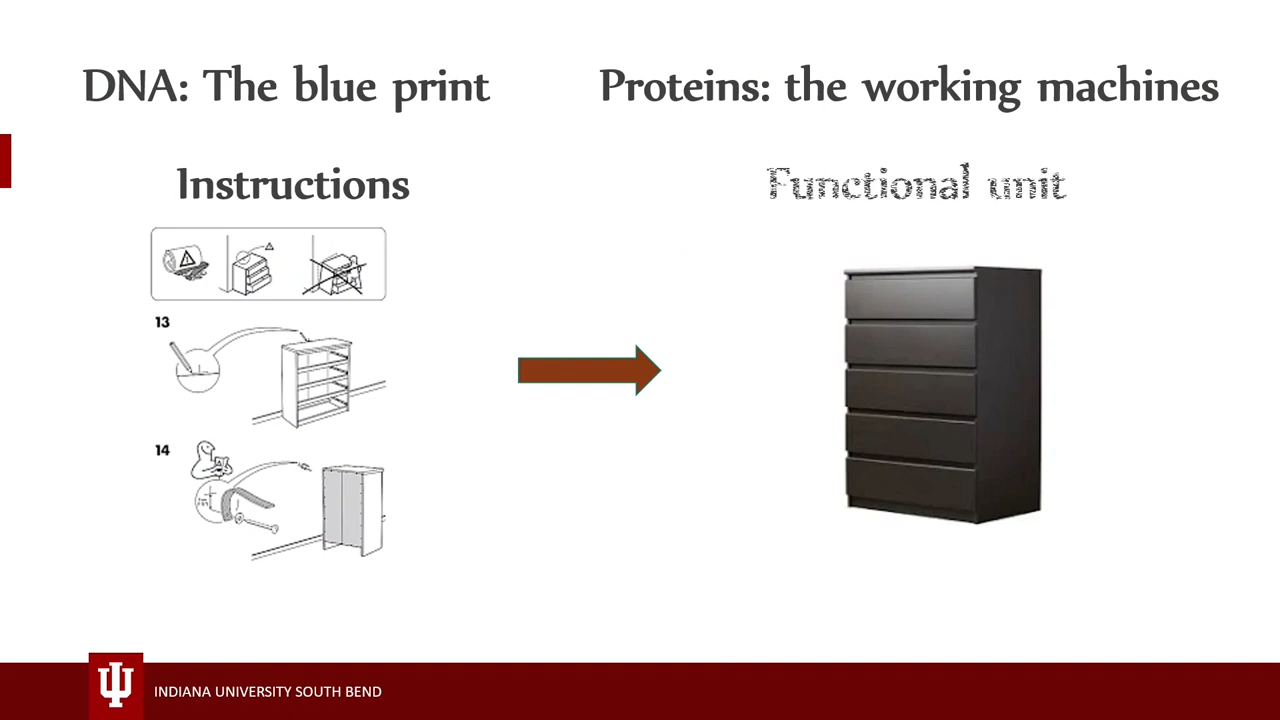 DNA: The blue print
Proteins: the working machines
Instructions
Functional unit
13
14
INDIANA UNIVERSITY SOUTH BEND